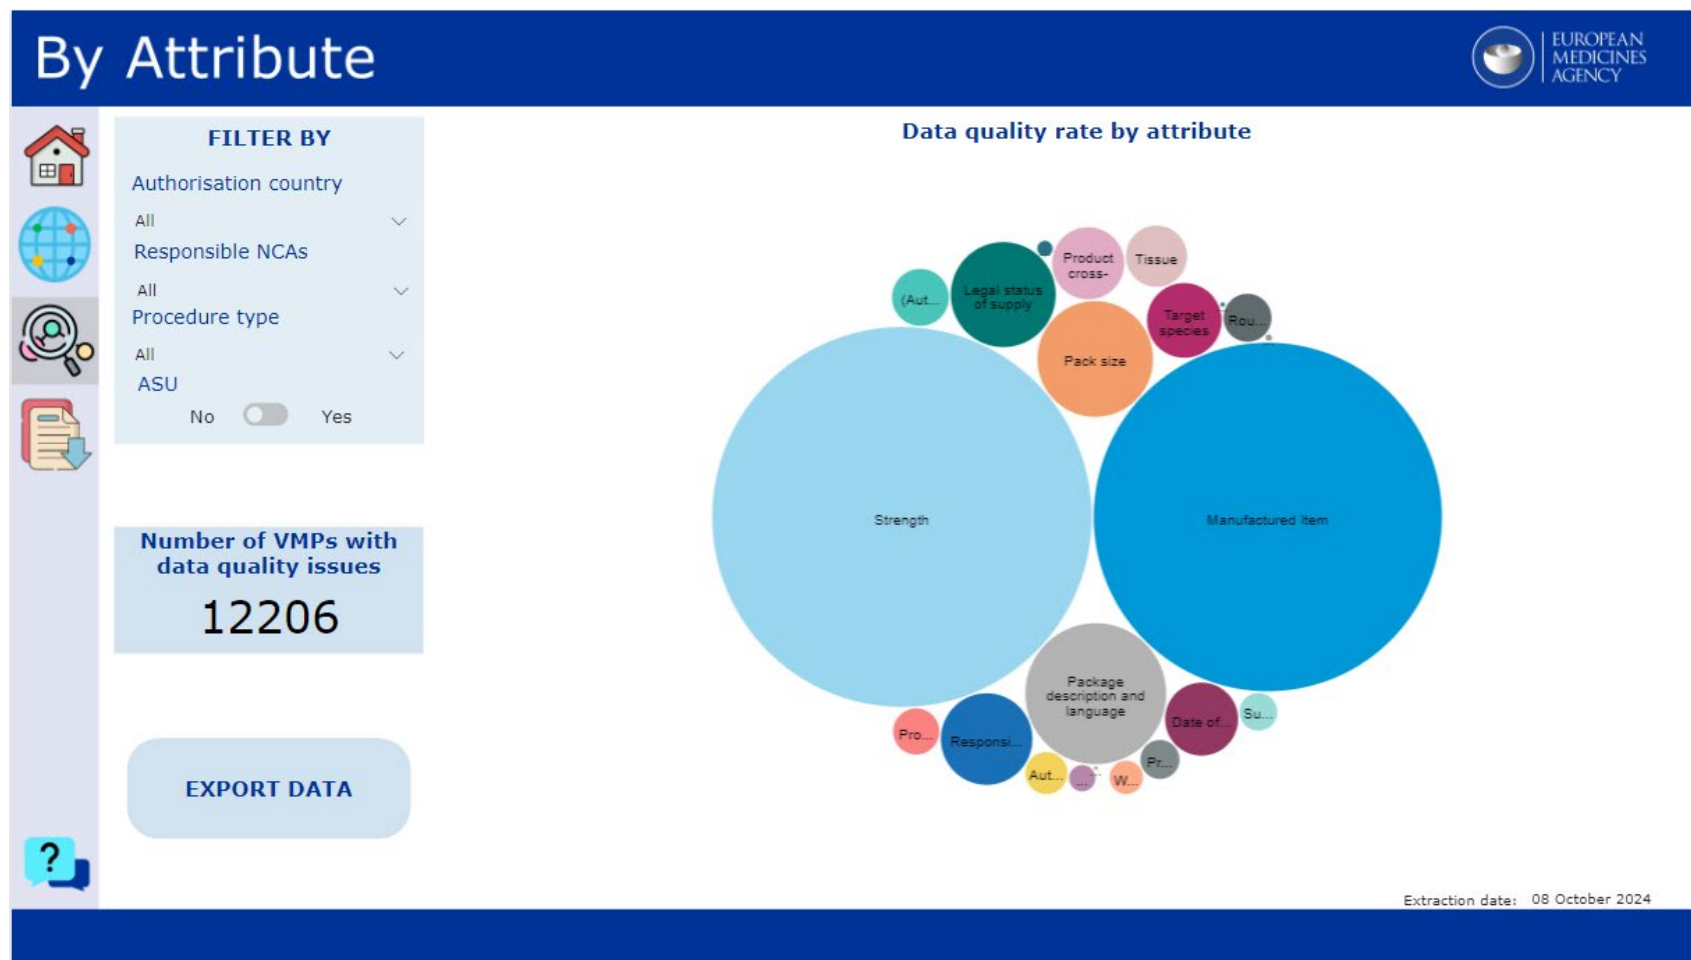 By Attribute
EUROPEAN
MEDICINES
AGENCY
FILTER BY
Authorisation country
All
Responsible NCAs
All
Procedure type
All
ASU
No Yes
Number of VMPs with
data quality issues
12206
EXPORT DATA
?
Data quality rate by attribute
Product
cross-
Tissue
(Aut...
Legal status
of supply
Target
species
Rou...
...
Pack size
Strength
Manufactured Item
Package
description and
language
Pro...
Responsi...
Date of...
Su...
Aut...
...
...
W...
Pr...
Extraction date: 08 October 2024